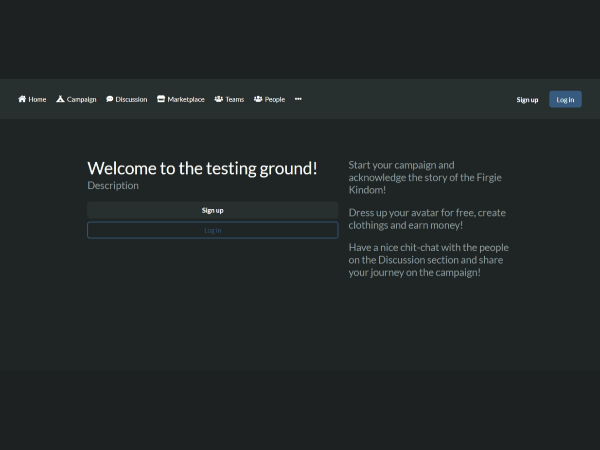 Home Campaign Discussion Marketplace Teams People ••• Sign up Log in
Welcome to the testing ground!
Description
Sign up
Log in
Start your campaign and
acknowledge the story of the Firgie
Kindom!
Dress up your avatar for free, create
clothings and earn money!
Have a nice chit-chat with the people
on the Discussion section and share
your journey on the campaign!